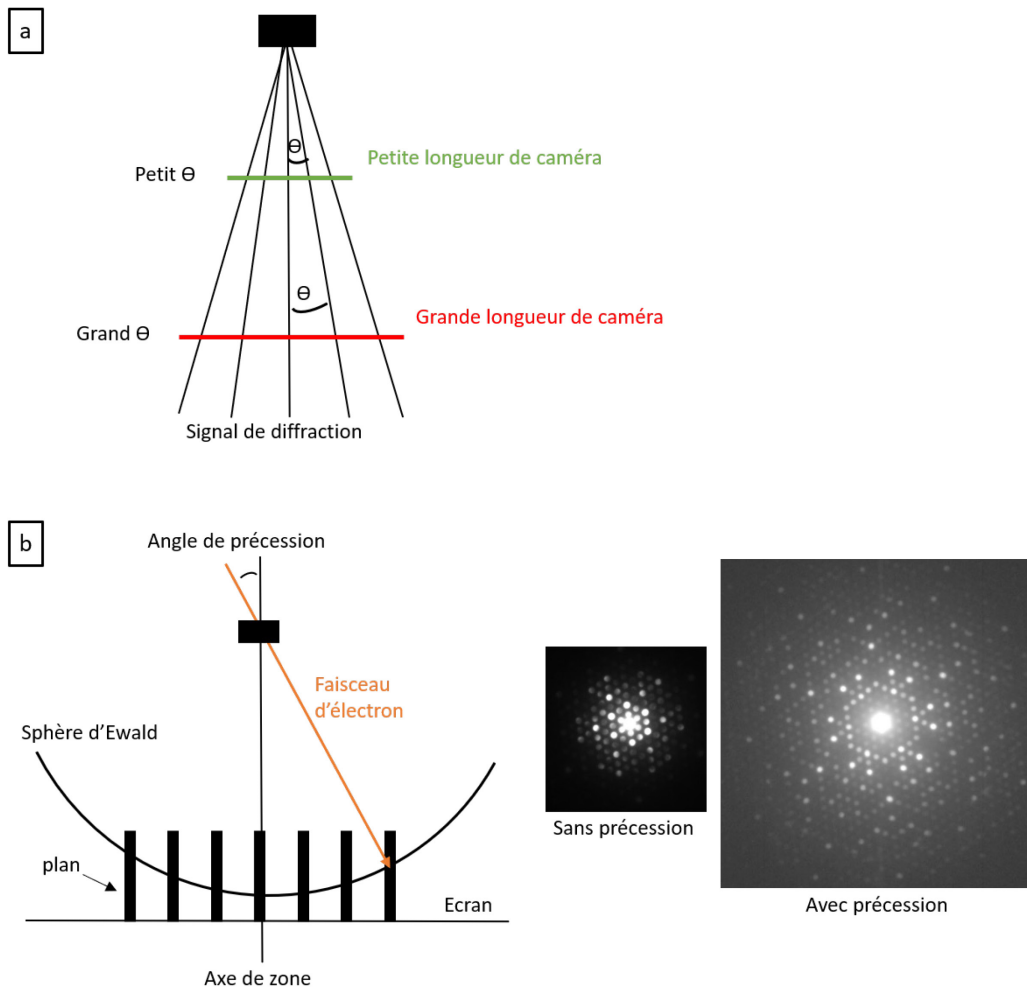 a
Ɵ
Petite longueur de caméra
Petit Ɵ
Ɵ
Grande longueur de caméra
Grand Ɵ
Signal de diffraction
b
Angle de précession
Faisceau
d’électron
Sphère d’Ewald
plan
Ecran
Axe de zone
Sans précession
Avec précession